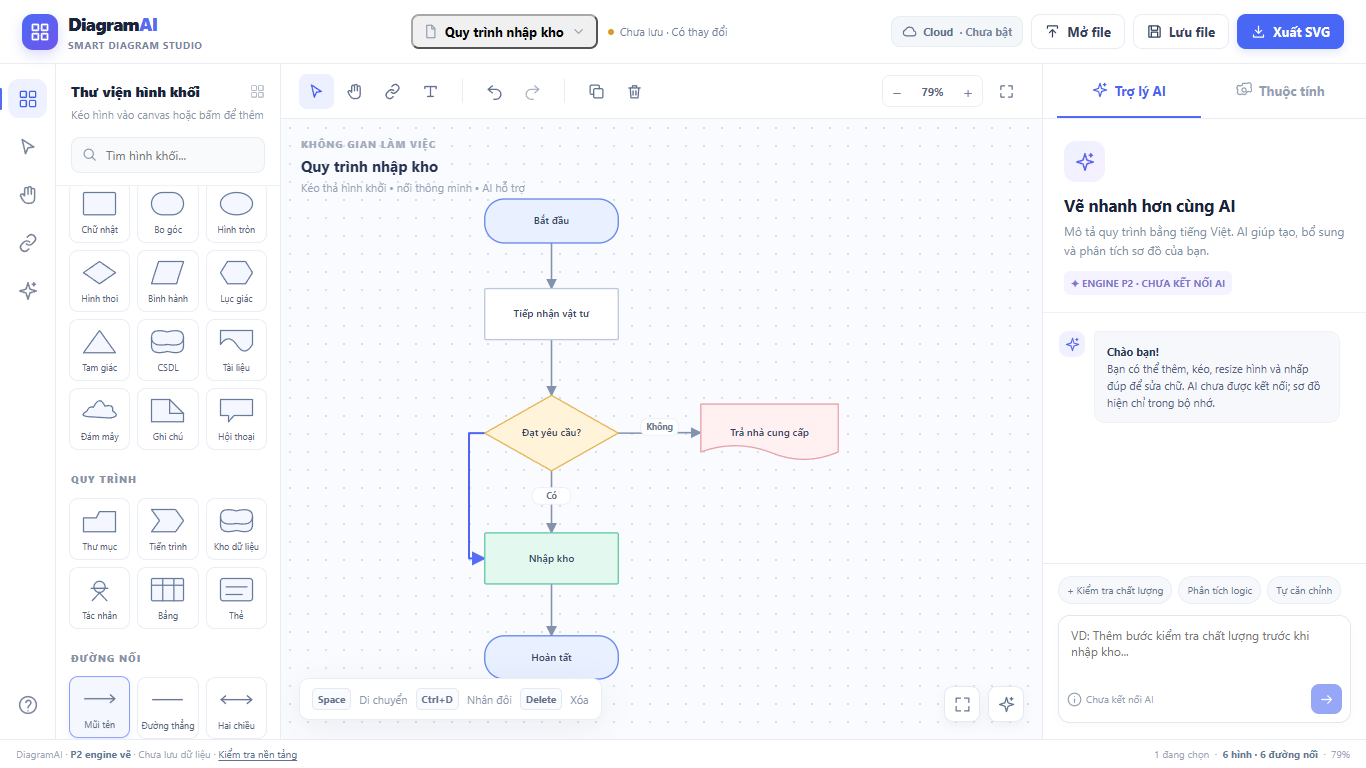 DiagramAI
SMART DIAGRAM STUDIO
Quy trình nhập kho
Chưa lưu · Có thay đổi
Cloud · Chưa bật
Mở file
Lưu file
Xuất SVG
Thư viện hình khối
Kéo hình vào canvas hoặc bấm để thêm
Tìm hình khối...
Chữ nhật
Bo góc
Hình tròn
Hình thoi
Bình hành
Lục giác
Tam giác
CSDL
Tài liệu
Đám mây
Ghi chú
Hội thoại
QUY TRÌNH
Thư mục
Tiến trình
Kho dữ liệu
Tác nhân
Bảng
Thẻ
ĐƯỜNG NỐI
Mũi tên
Đường thẳng
Hai chiều
79%
KHÔNG GIAN LÀM VIỆC
Quy trình nhập kho
Kéo thả hình khối • nối thông minh • AI hỗ trợ
Bắt đầu
Tiếp nhận vật tư
Đạt yêu cầu?
Không
Trả nhà cung cấp
Có
Nhập kho
Hoàn tất
Space Di chuyển Ctrl+D Nhân đôi Delete Xóa
Trợ lý AI
Thuộc tính
Vẽ nhanh hơn cùng AI
Mô tả quy trình bằng tiếng Việt. AI giúp tạo, bổ sung
và phân tích sơ đồ của bạn.
✦ ENGINE P2 · CHƯA KẾT NỐI AI
Chào bạn!
Bạn có thể thêm, kéo, resize hình và nhấp
đúp để sửa chữ. AI chưa được kết nối; sơ đồ
hiện chỉ trong bộ nhớ.
+ Kiểm tra chất lượng
Phân tích logic
Tự căn chỉnh
VD: Thêm bước kiểm tra chất lượng trước khi
nhập kho...
Chưa kết nối AI
DiagramAI · P2 engine vẽ · Chưa lưu dữ liệu · Kiểm tra nền tảng
1 đang chọn · 6 hình · 6 đường nối · 79%